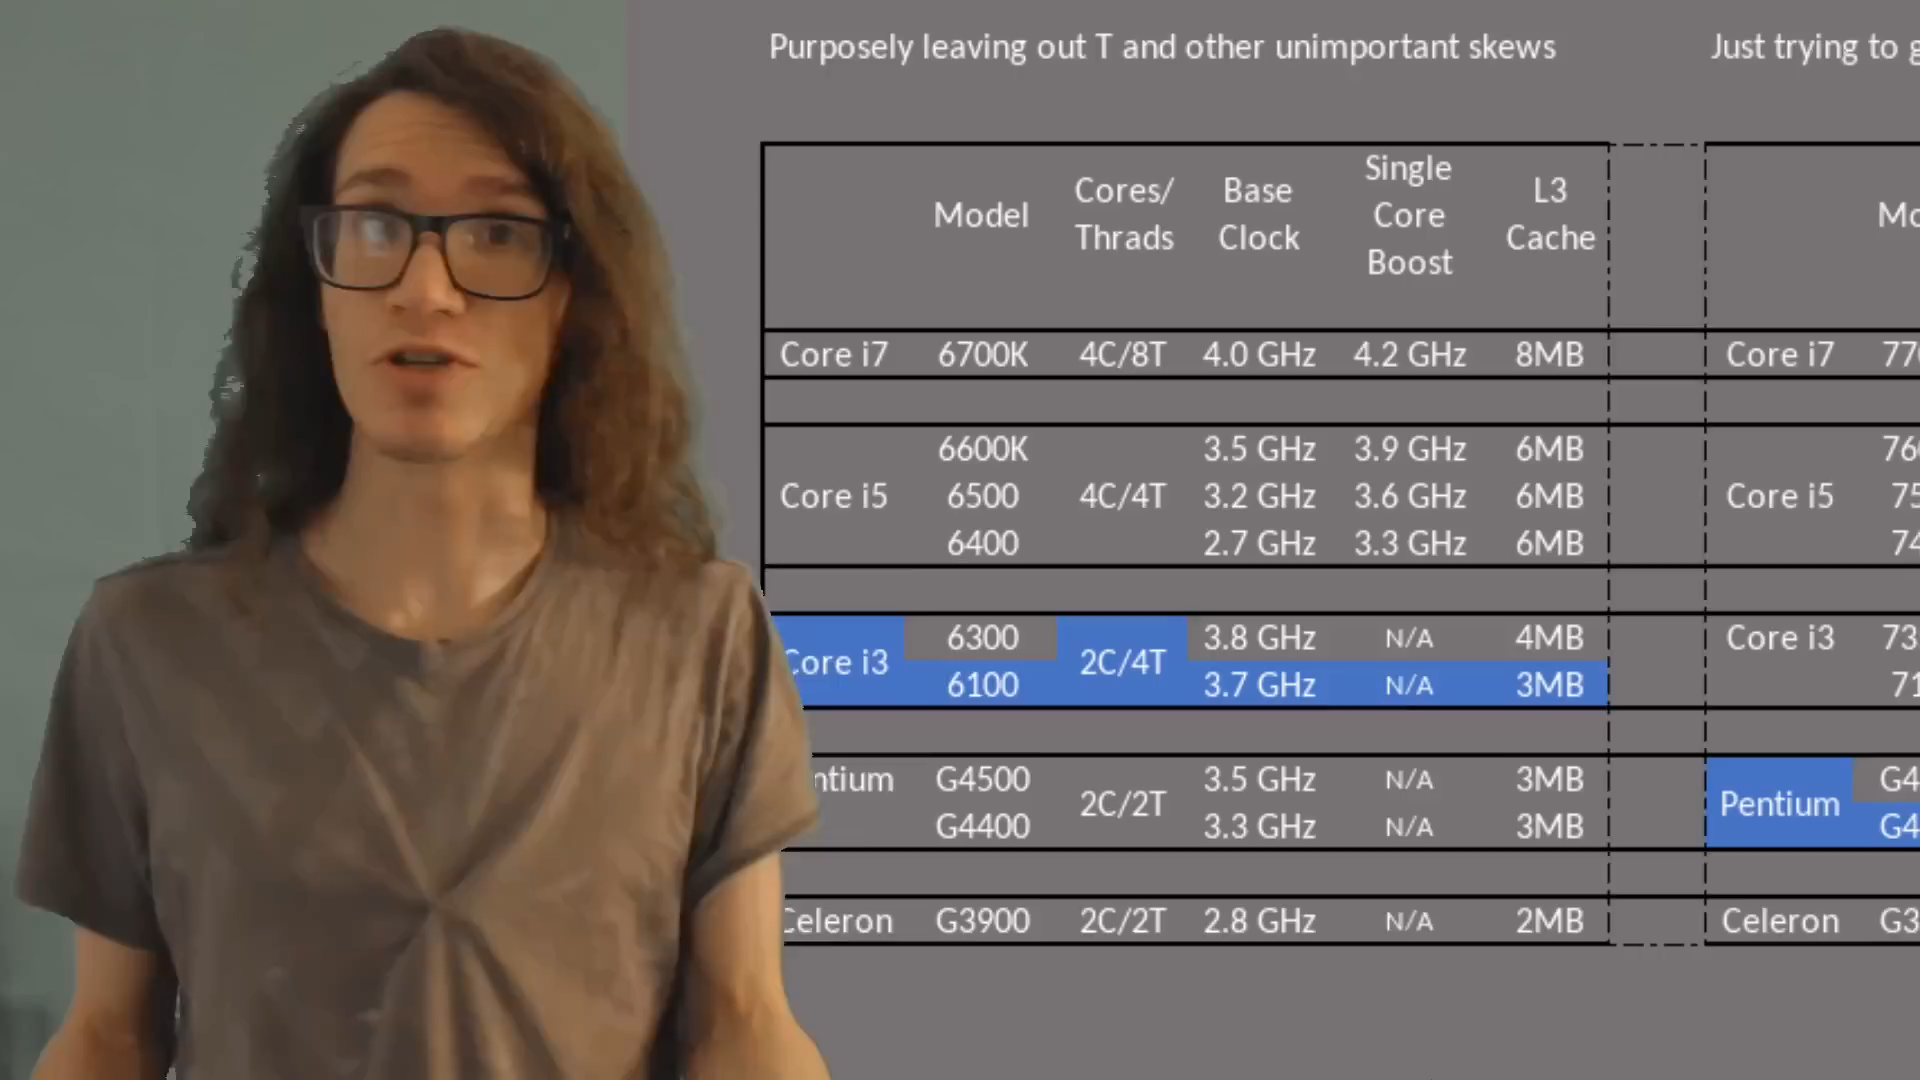 Purposely leaving out T and other unimportant skews
Just trying to
Model Cores/ Thrads Base Clock Single Core Boost L3 Cache
Core i7 6700K 4C/8T 4.0 GHz 4.2 GHz 8MB Core i7
6600K 3.5 GHz 3.9 GHz 6MB
Core i5 6500 4C/4T 3.2 GHz 3.6 GHz 6MB Core i5
6400 2.7 GHz 3.3 GHz 6MB
6300 3.8 GHz N/A 4MB Core i3
Core i3 2C/4T
6100 3.7 GHz N/A 3MB
ntium G4500 3.5 GHz N/A 3MB
2C/2T Pentium
G4400 3.3 GHz N/A 3MB
Celeron G3900 2C/2T 2.8 GHz N/A 2MB Celeron